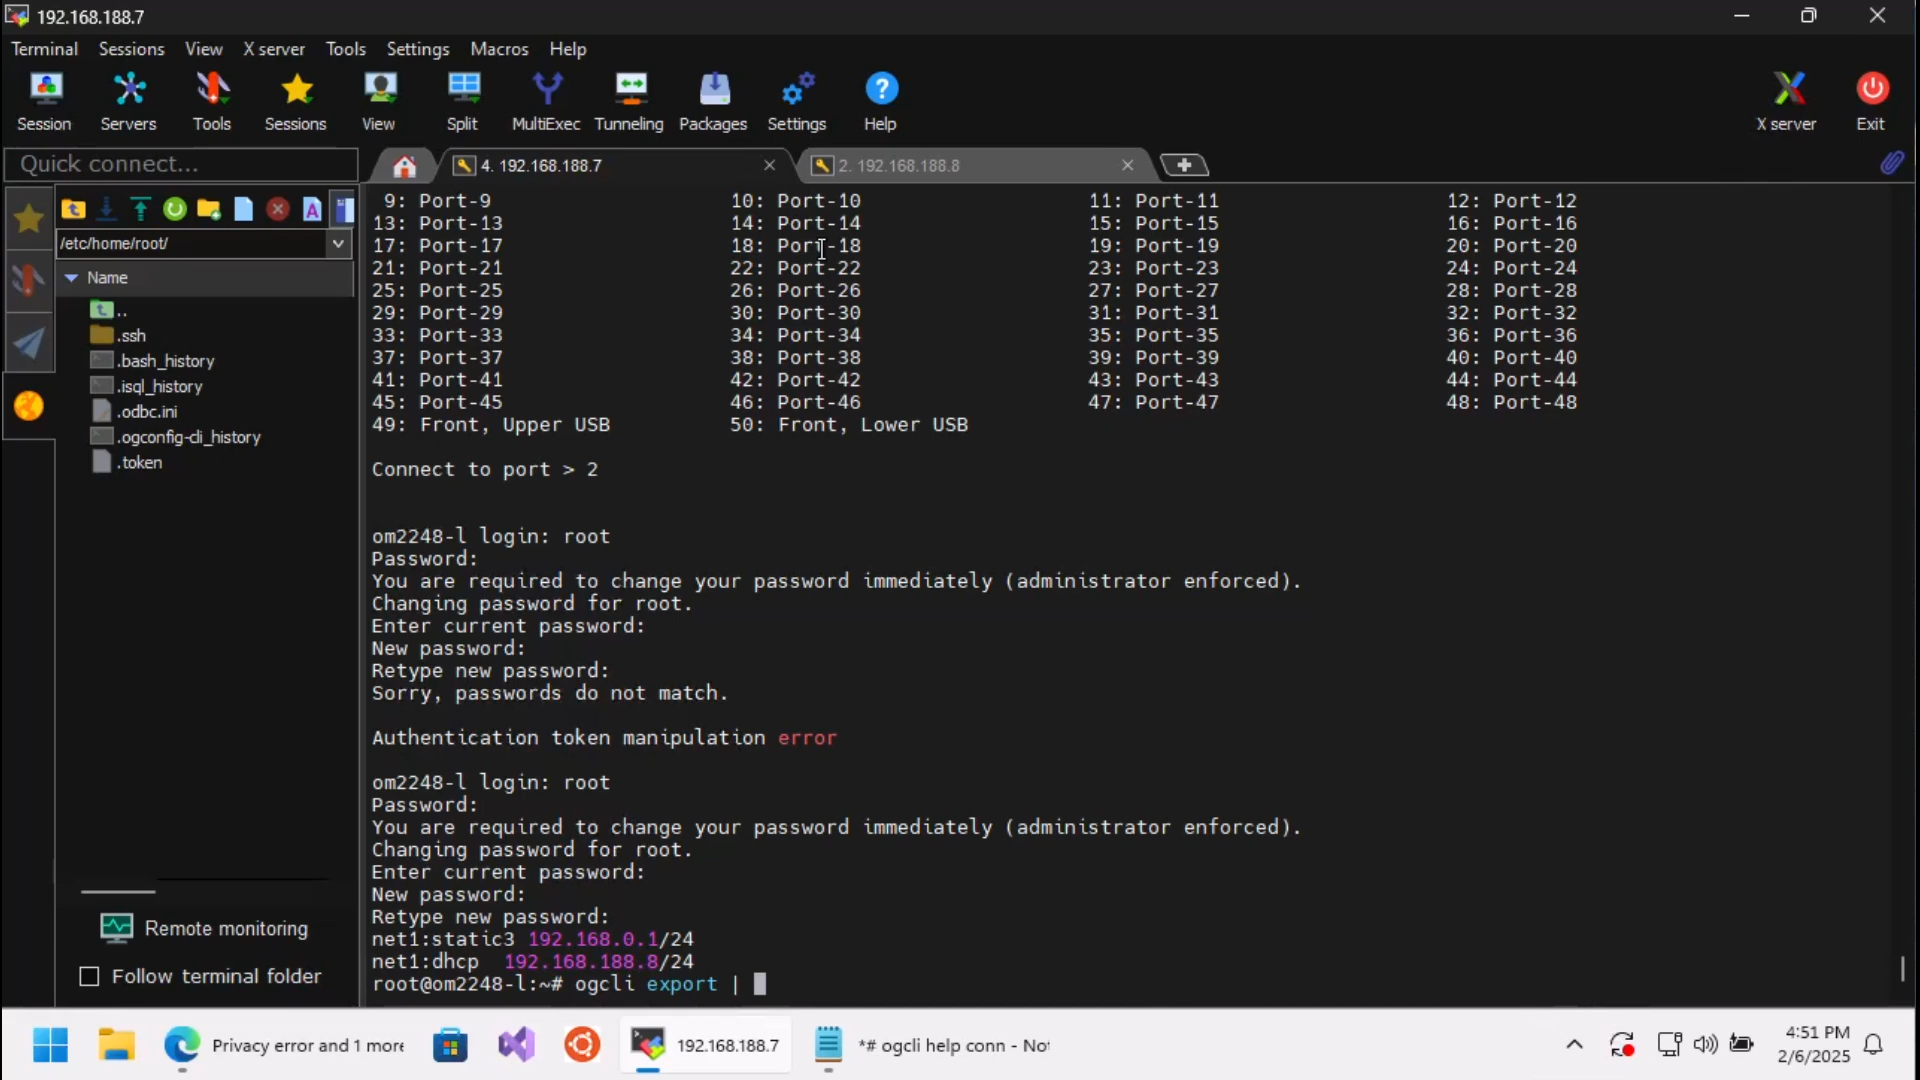 192.168.188.7
Terminal Sessions View X server Tools Settings Macros Help
Session Servers Tools Sessions View Split MultiExec Tunneling Packages Settings Help X server Exit
Quick connect...
4. 192.168.188.7
2. 192.168.188.8
/etc/home/root/
Name
..
.ssh
.bash_history
.isql_history
.odbc.ini
.ogconfig-cli_history
.token
Remote monitoring
Follow terminal folder
9: Port-9 10: Port-10 11: Port-11 12: Port-12
13: Port-13 14: Port-14 15: Port-15 16: Port-16
17: Port-17 18: Port-18 19: Port-19 20: Port-20
21: Port-21 22: Port-22 23: Port-23 24: Port-24
25: Port-25 26: Port-26 27: Port-27 28: Port-28
29: Port-29 30: Port-30 31: Port-31 32: Port-32
33: Port-33 34: Port-34 35: Port-35 36: Port-36
37: Port-37 38: Port-38 39: Port-39 40: Port-40
41: Port-41 42: Port-42 43: Port-43 44: Port-44
45: Port-45 46: Port-46 47: Port-47 48: Port-48
49: Front, Upper USB 50: Front, Lower USB
Connect to port > 2
om2248-l login: root
Password:
You are required to change your password immediately (administrator enforced).
Changing password for root.
Enter current password:
New password:
Retype new password:
Sorry, passwords do not match.
Authentication token manipulation error
om2248-l login: root
Password:
You are required to change your password immediately (administrator enforced).
Changing password for root.
Enter current password:
New password:
Retype new password:
net1:static3 192.168.0.1/24
net1:dhcp 192.168.188.8/24
root@om2248-l:~# ogcli export |
Privacy error and 1 more
192.168.188.7
*# ogcli help conn - Not
4:51 PM
2/6/2025